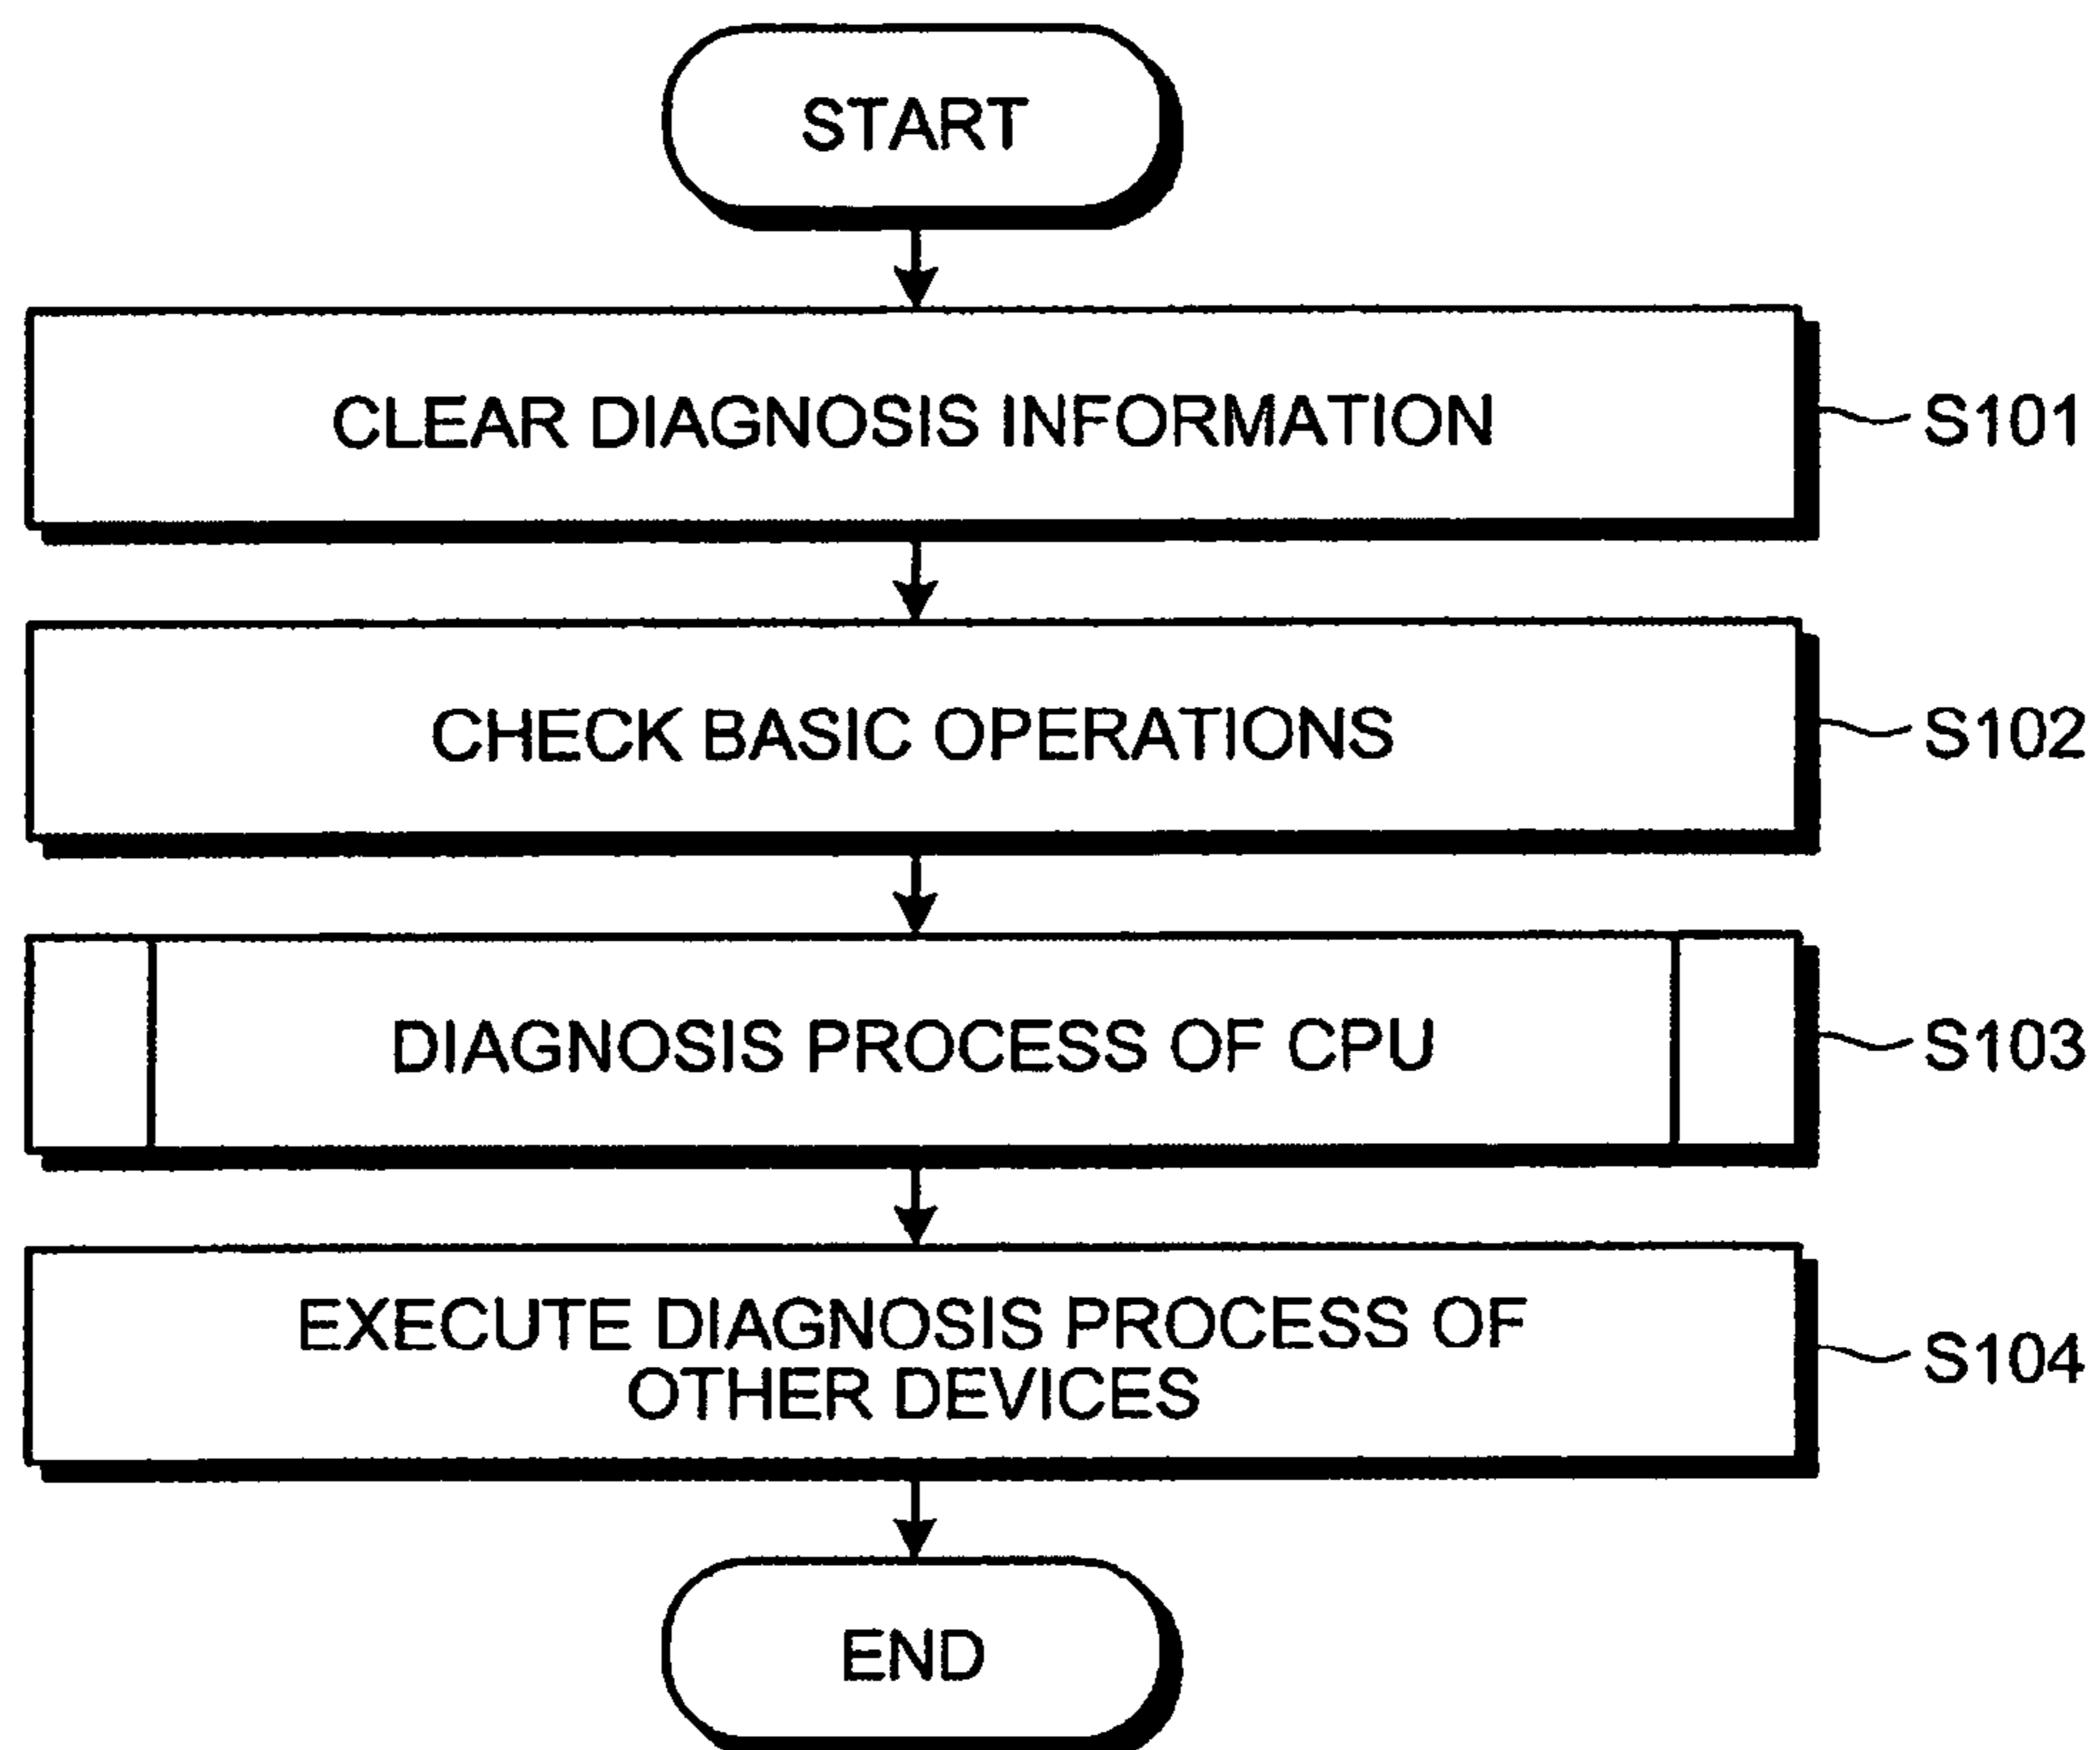 START
CLEAR DIAGNOSIS INFORMATION
S101
CHECK BASIC OPERATIONS
S102
DIAGNOSIS PROCESS OF CPU
S103
EXECUTE DIAGNOSIS PROCESS OF
OTHER DEVICES
S104
END